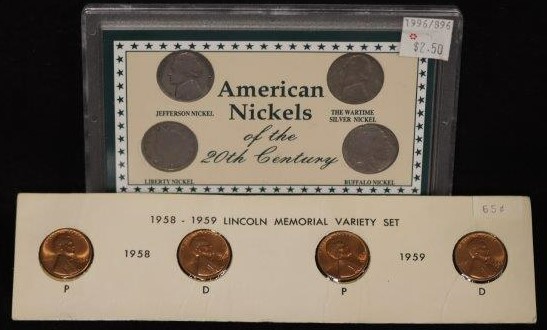 1996/996
$2.50
American
Nickels
of the
20th Century
JEFFERSON NICKEL
THE WARTIME
SILVER NICKEL
LIBERTY NICKEL
BUFFALO NICKEL
65¢
1958 - 1959 LINCOLN MEMORIAL VARIETY SET
1958
1959
P
D
P
D